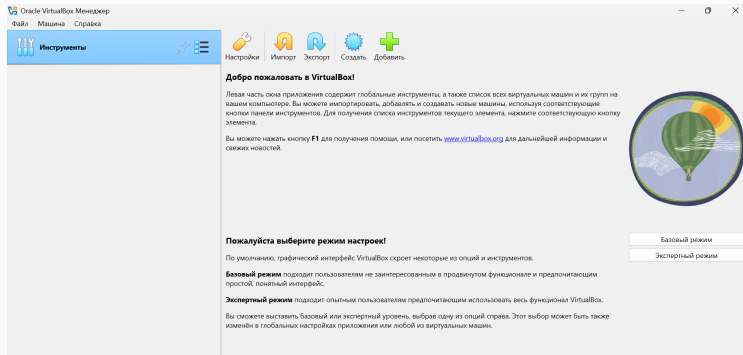 Oracle VirtualBox Менеджер
Файл Машина Справка
Инструменты
Настройки Импорт Экспорт Создать Добавить
Добро пожаловать в VirtualBox!
Левая часть окна приложения содержит глобальные инструменты, а также список всех виртуальных машин и их групп на
вашем компьютере. Вы можете импортировать, добавлять и создавать новые машины, используя соответствующие
кнопки панели инструментов. Для получения списка инструментов текущего элемента, нажмите соответствующую кнопку
элемента.
Вы можете нажать кнопку F1 для получения помощи, или посетить www.virtualbox.org для дальнейшей информации и
свежих новостей.
Пожалуйста выберите режим настроек!
Базовый режим
По умолчанию, графический интерфейс VirtualBox скроет некоторые из опций и инструментов.
Экспертный режим
Базовый режим подходит пользователям не заинтересованным в продвинутом функционале и предпочитающим
простой, понятный интерфейс.
Экспертный режим подходит опытным пользователям предпочитающим использовать весь функционал VirtualBox.
Вы сможете выставить базовый или экспертный уровень, выбрав одну из опций справа. Этот выбор может быть также
изменён в глобальных настройках приложения или любой из виртуальных машин.